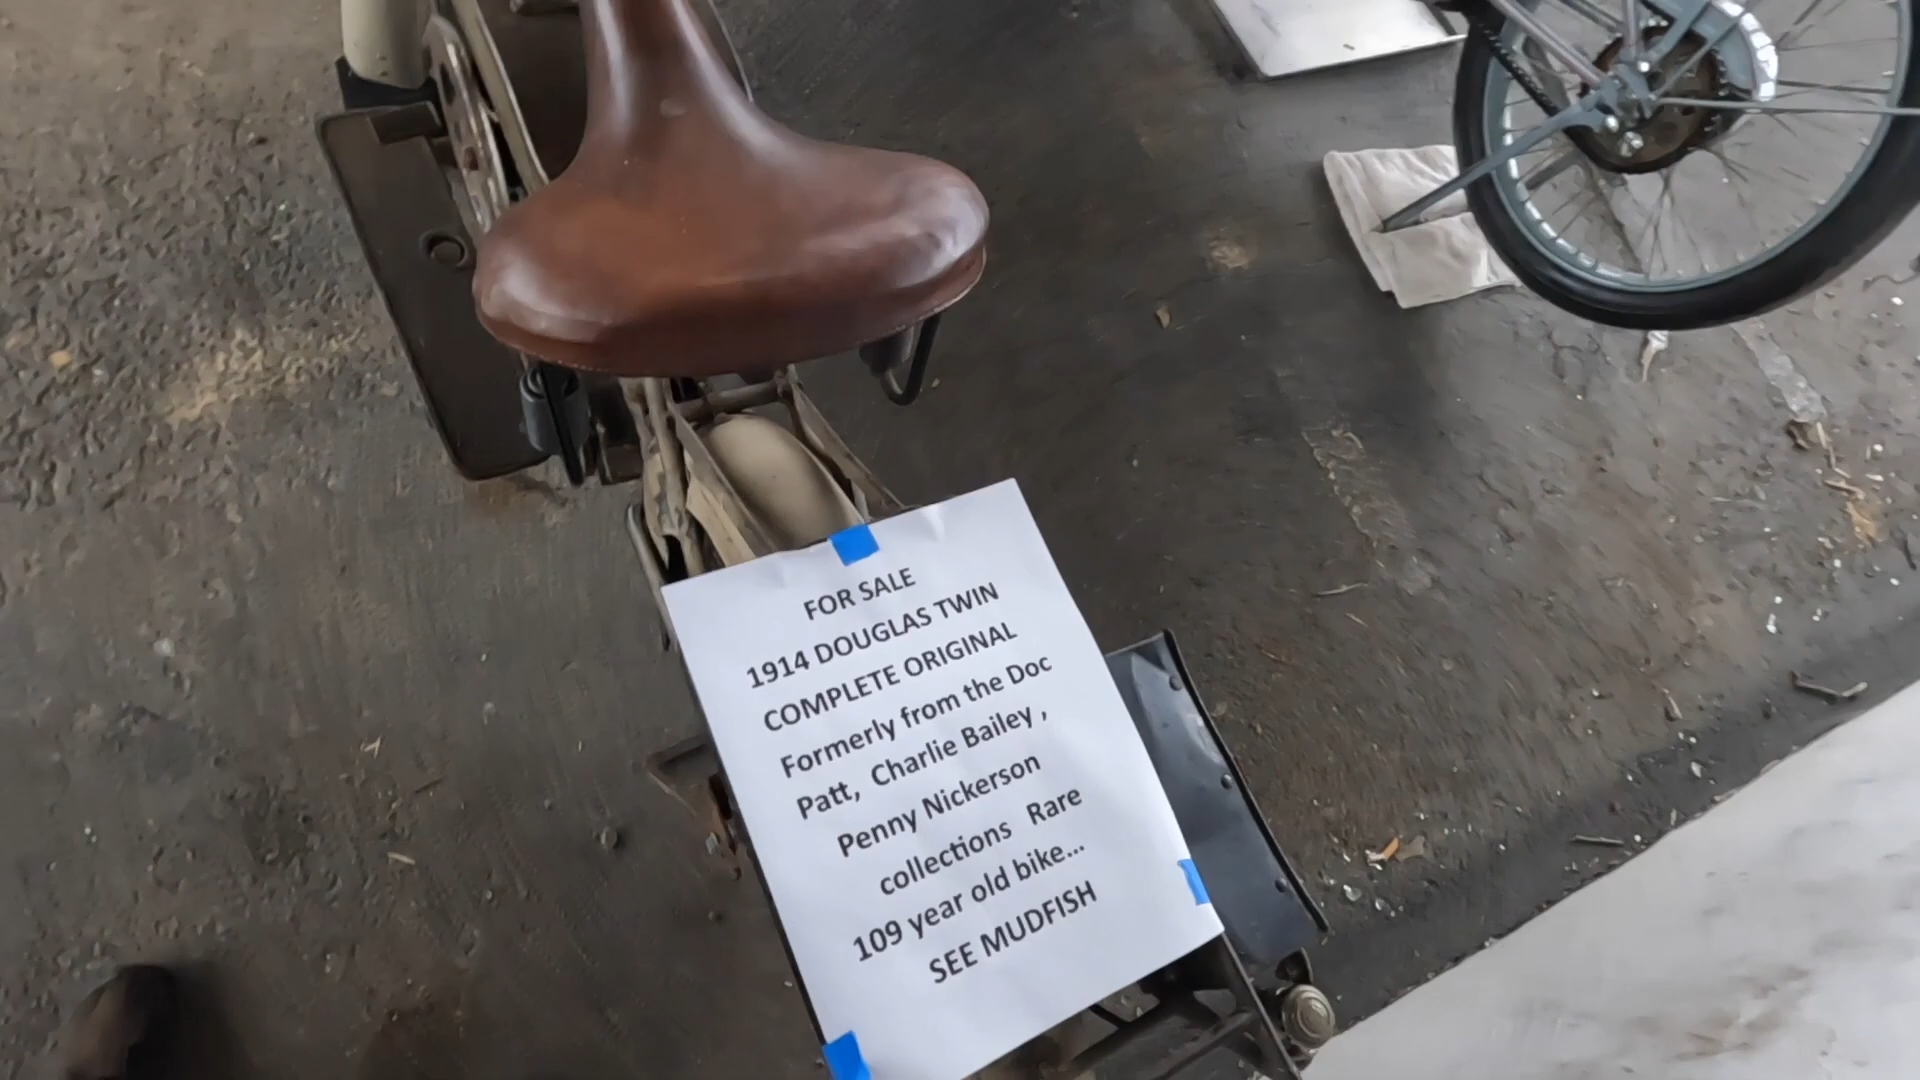 FOR SALE
1914 DOUGLAS TWIN
COMPLETE ORIGINAL
Formerly from the Doc
Patt, Charlie Bailey ,
Penny Nickerson
collections Rare
109 year old bike...
SEE MUDFISH